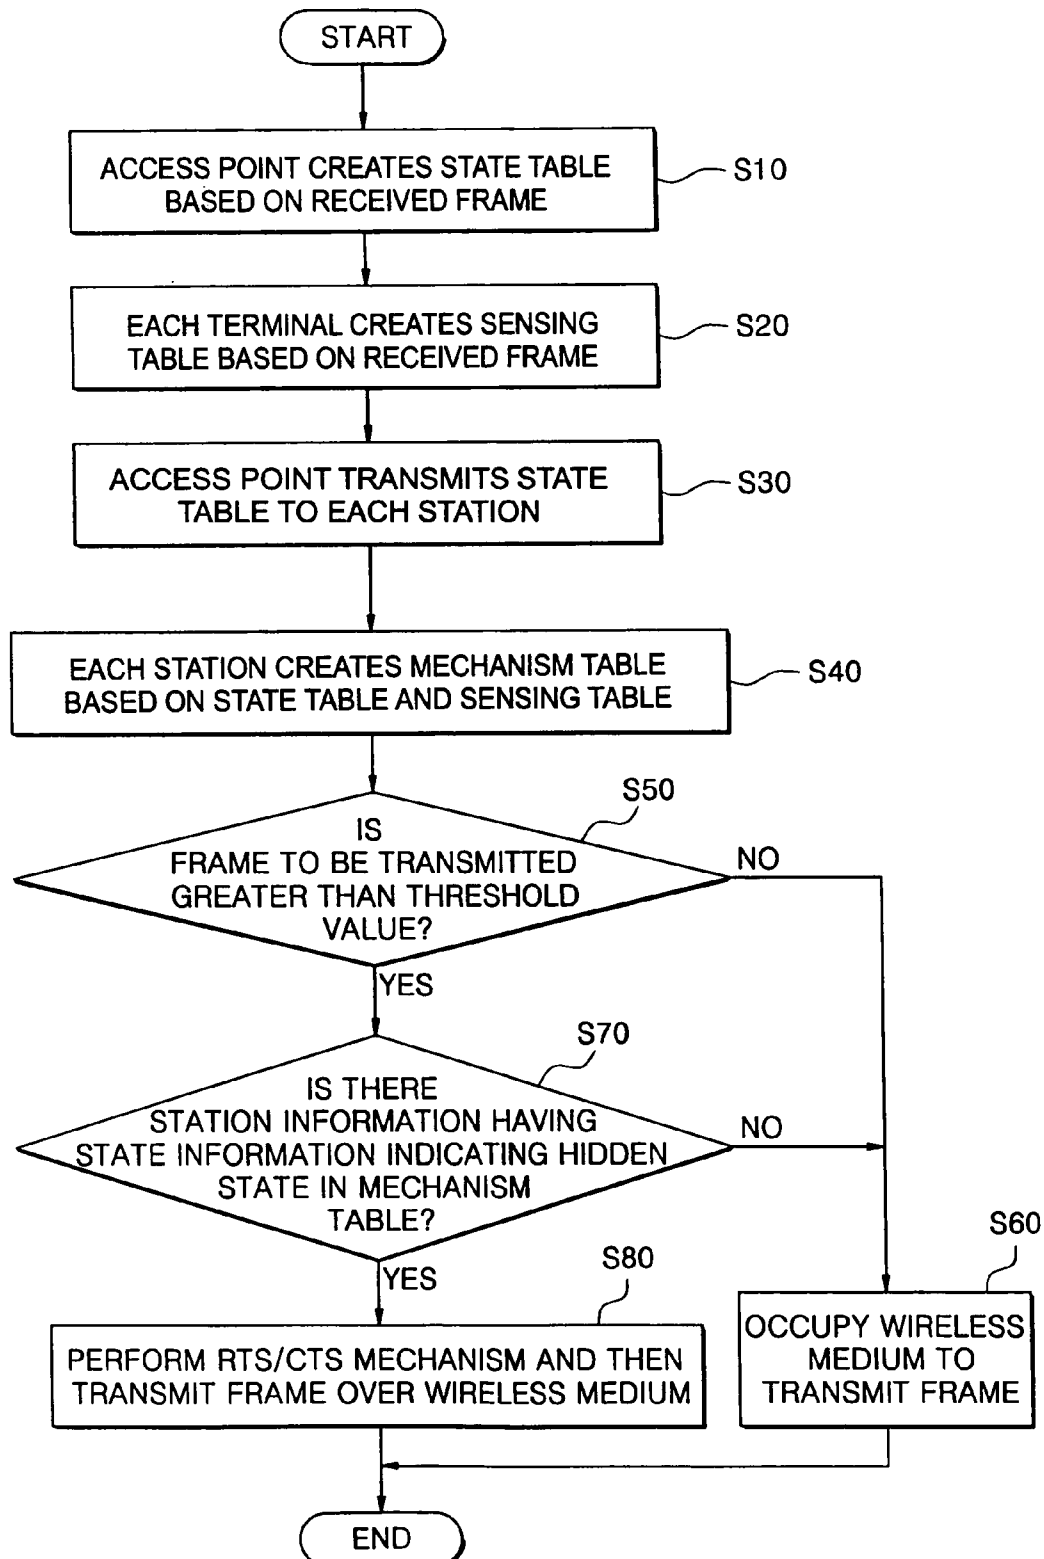 START
ACCESS POINT CREATES STATE TABLE
BASED ON RECEIVED FRAME
S10
EACH TERMINAL CREATES SENSING
TABLE BASED ON RECEIVED FRAME
S20
ACCESS POINT TRANSMITS STATE
TABLE TO EACH STATION
S30
EACH STATION CREATES MECHANISM TABLE
BASED ON STATE TABLE AND SENSING TABLE
S40
S50
IS
FRAME TO BE TRANSMITTED
GREATER THAN THRESHOLD
VALUE?
NO
YES
S70
IS THERE
STATION INFORMATION HAVING
STATE INFORMATION INDICATING HIDDEN
STATE IN MECHANISM
TABLE?
NO
YES
S80
PERFORM RTS/CTS MECHANISM AND THEN
TRANSMIT FRAME OVER WIRELESS MEDIUM
S60
OCCUPY WIRELESS
MEDIUM TO
TRANSMIT FRAME
END